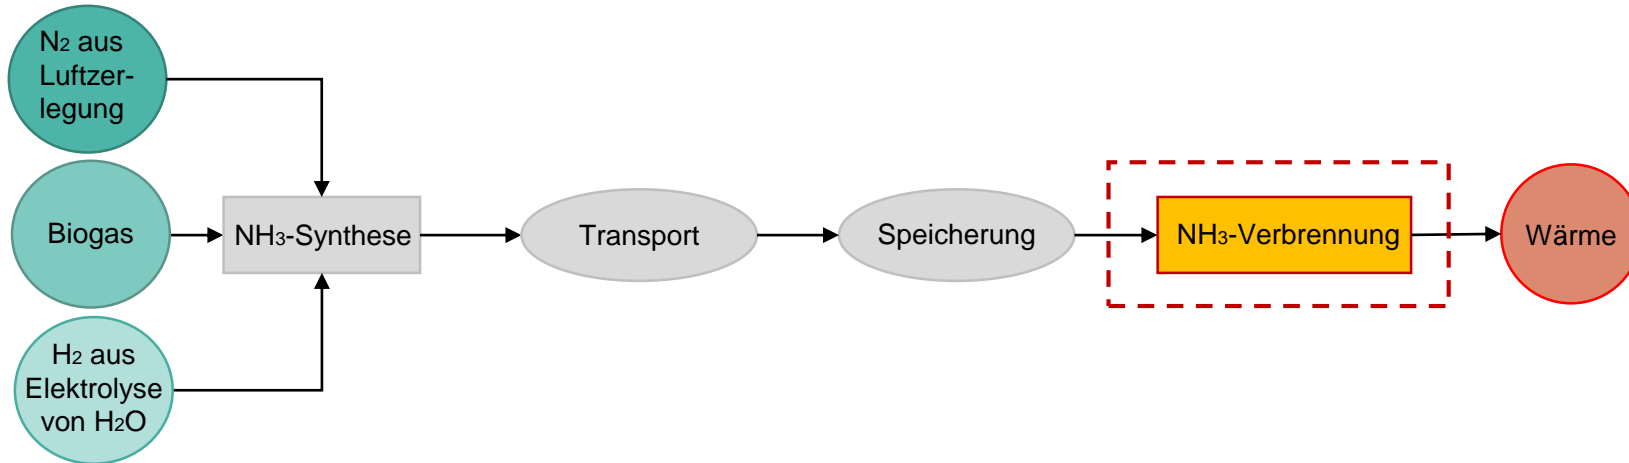 N2 aus
Luftzer-
legung
Biogas
H2 aus
Elektrolyse
von H2O
NH3-Synthese
Transport
Speicherung
NH3-Verbrennung
Wärme